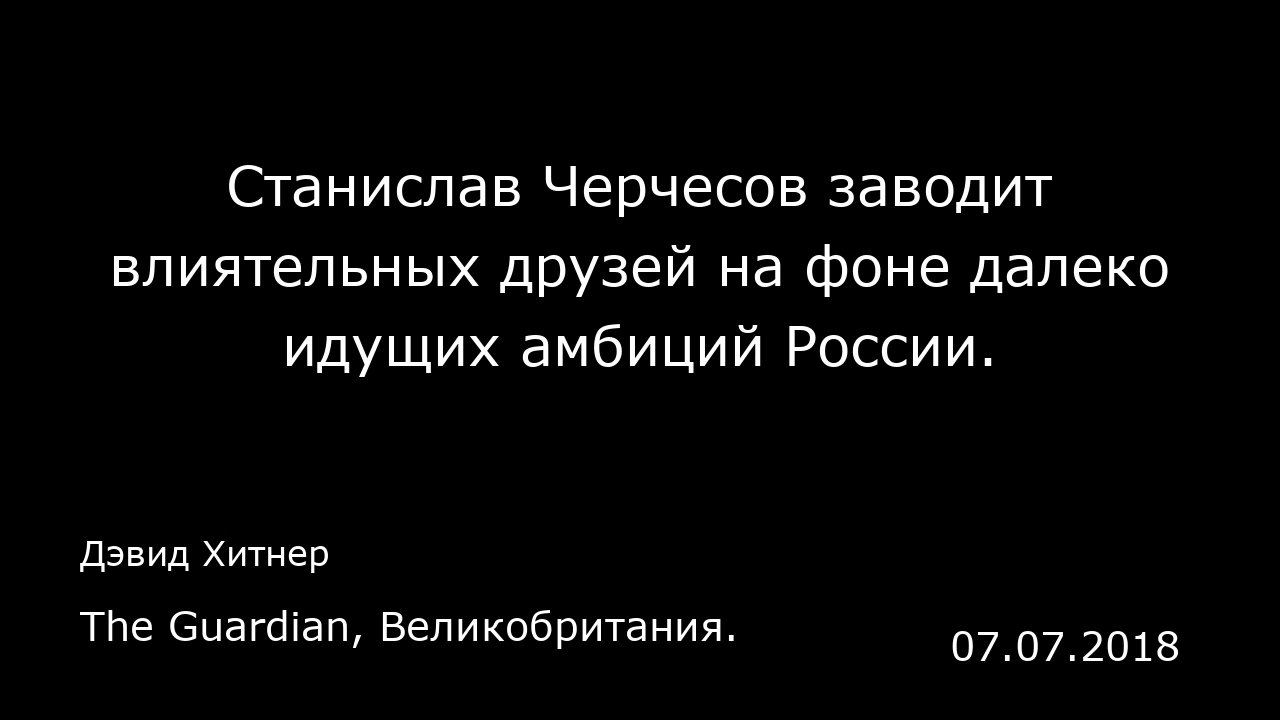 Станислав Черчесов заводит
влиятельных друзей на фоне далеко
идущих амбиций России.
Дэвид Хитнер
The Guardian, Великобритания.
07.07.2018